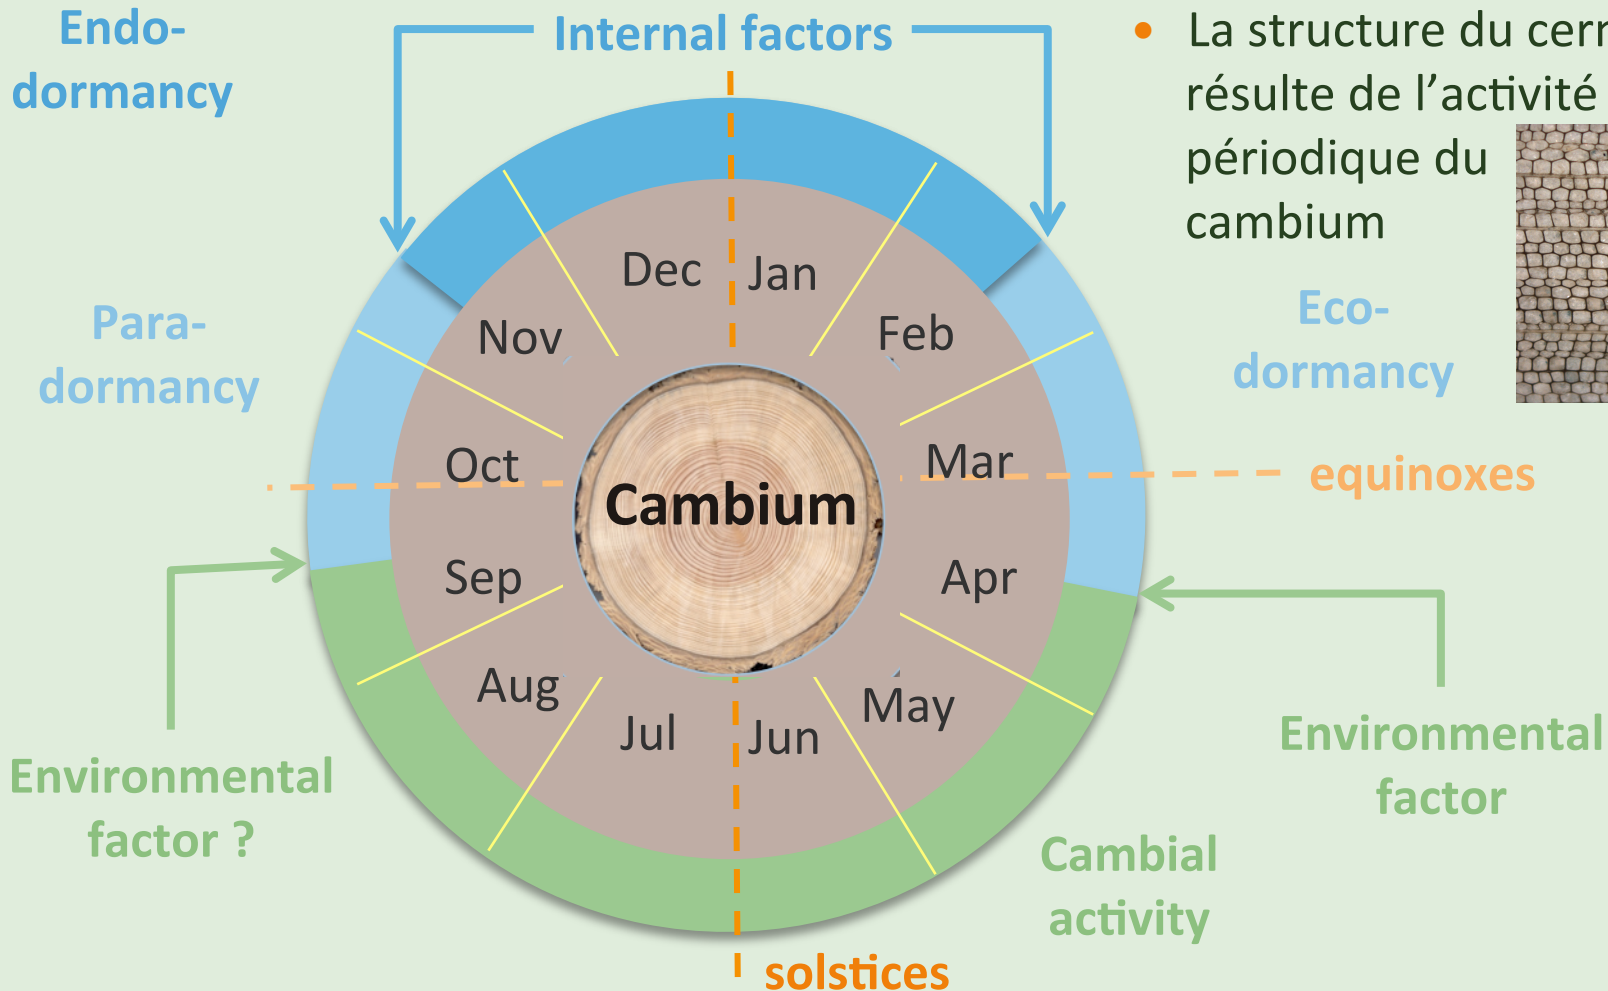 Endo-
dormancy
Internal factors
• La structure du
résulte de l’activité
périodique du
cambium
Para-
dormancy
Eco-
dormancy
Dec
Jan
Nov
Feb
Oct
Mar
equinoxes
Cambium
Sep
Apr
Aug
May
Jul
Jun
Environmental
factor ?
Environmental
factor
Cambial
activity
solstices